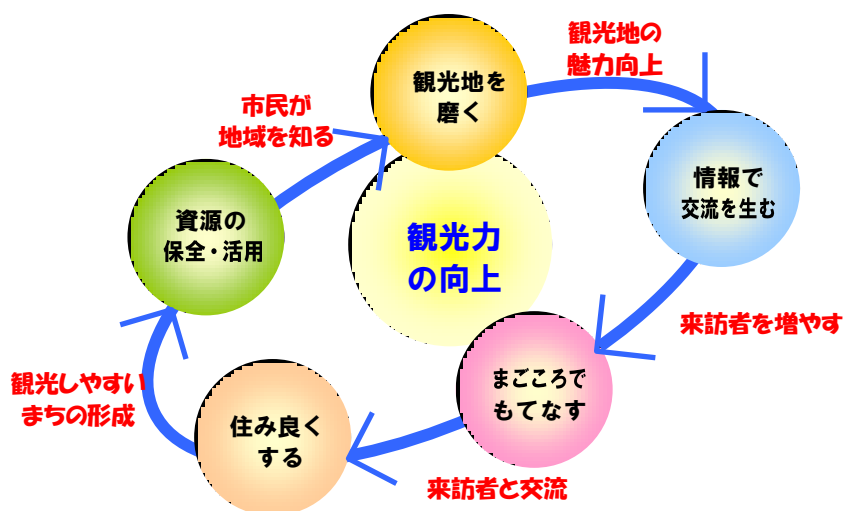 観光地の
魅力向上
観光地を
磨く
市民が
地域を知る
情報で
交流を生む
資源の
保全・活用
観光力
の向上
来訪者を増やす
まごころで
もてなす
観光しやすい
まちの形成
住み良く
する
来訪者と交流